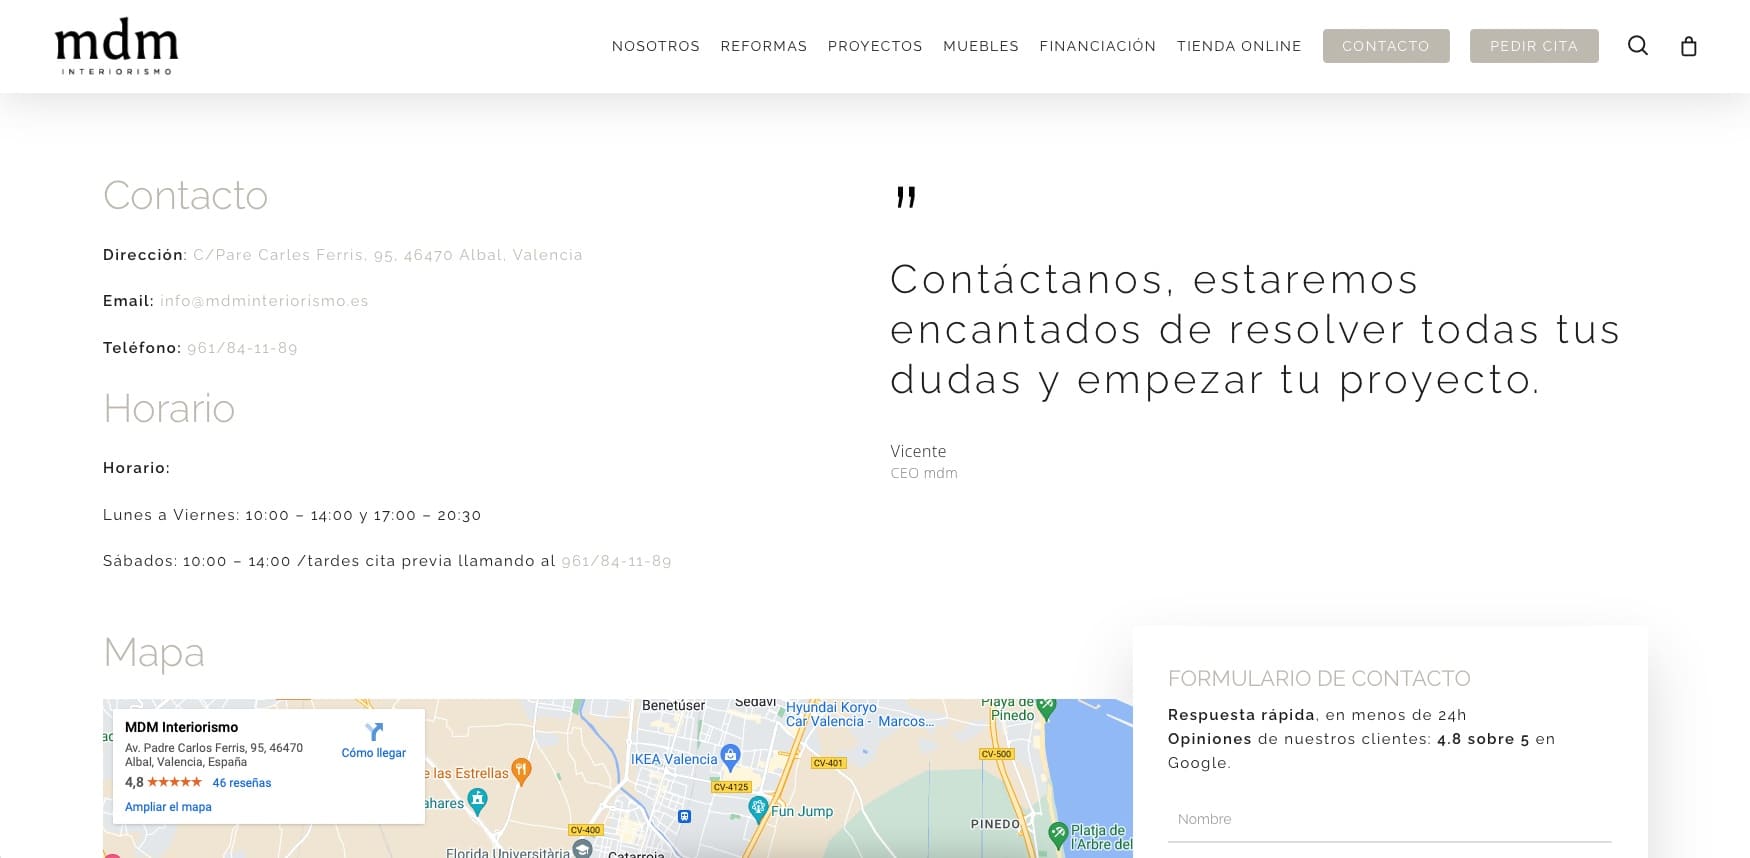 mdm
INTERIORISMO
NOSOTROS
REFORMAS
PROYECTOS
MUEBLES
FINANCIACIÓN
TIENDA ONLINE
CONTACTO
PEDIR CITA
Contacto
Dirección: C/Pare Carles Ferris, 95, 46470 Albal, Valencia
Email: info@mdminteriorismo.es
Teléfono: 961/84-11-89
Horario
Horario:
Lunes a Viernes: 10:00 – 14:00 y 17:00 – 20:30
Sábados: 10:00 – 14:00 /tardes cita previa llamando al 961/84-11-89
"
Contáctanos, estaremos
encantados de resolver todas tus
dudas y empezar tu proyecto.
Vicente
CEO mdm
Mapa
MDM Interiorismo
Av. Padre Carlos Ferris, 95, 46470
Albal, Valencia, España
4,8 ★★★★★ 46 reseñas
Ampliar el mapa
Cómo llegar
Benetúser
Sedaví
Hyundai Koryo
Car Valencia - Marcos...
Playa de
Pinedo
IKEA Valencia
CV-401
CV-500
e las Estrellas
CV-4125
ahares
Fun Jump
PINEDO
CV-400
Platja de
l'Arbre del
Florida Universitària
Catarroja
FORMULARIO DE CONTACTO
Respuesta rápida, en menos de 24h
Opiniones de nuestros clientes: 4.8 sobre 5 en
Google.
Nombre